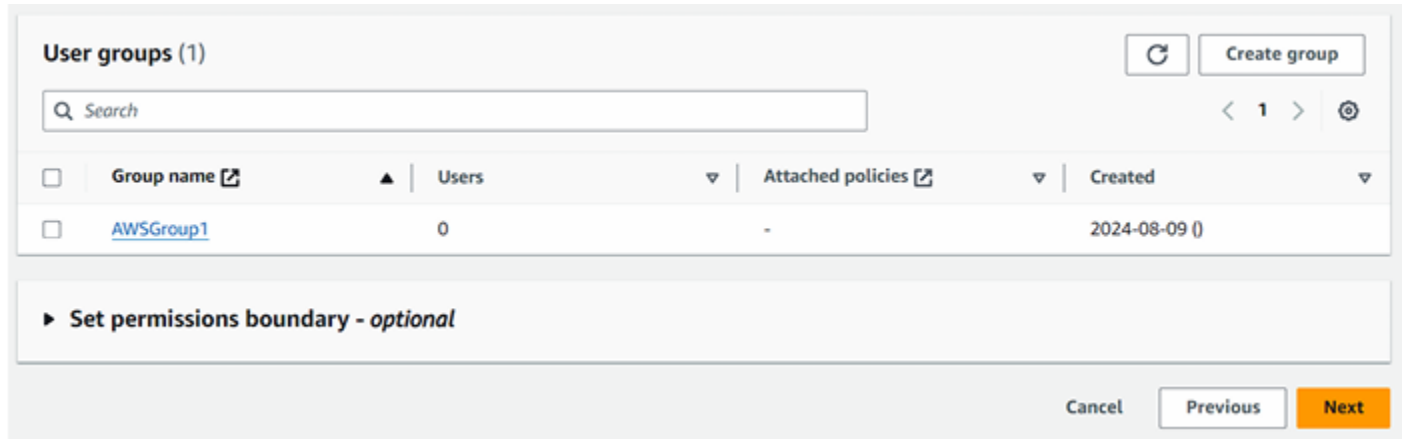 User groups (1)
Create group
Search
1
Group name Users Attached policies Created
AWSGroup1 0 - 2024-08-09 ()
Set permissions boundary - optional
Cancel Previous Next